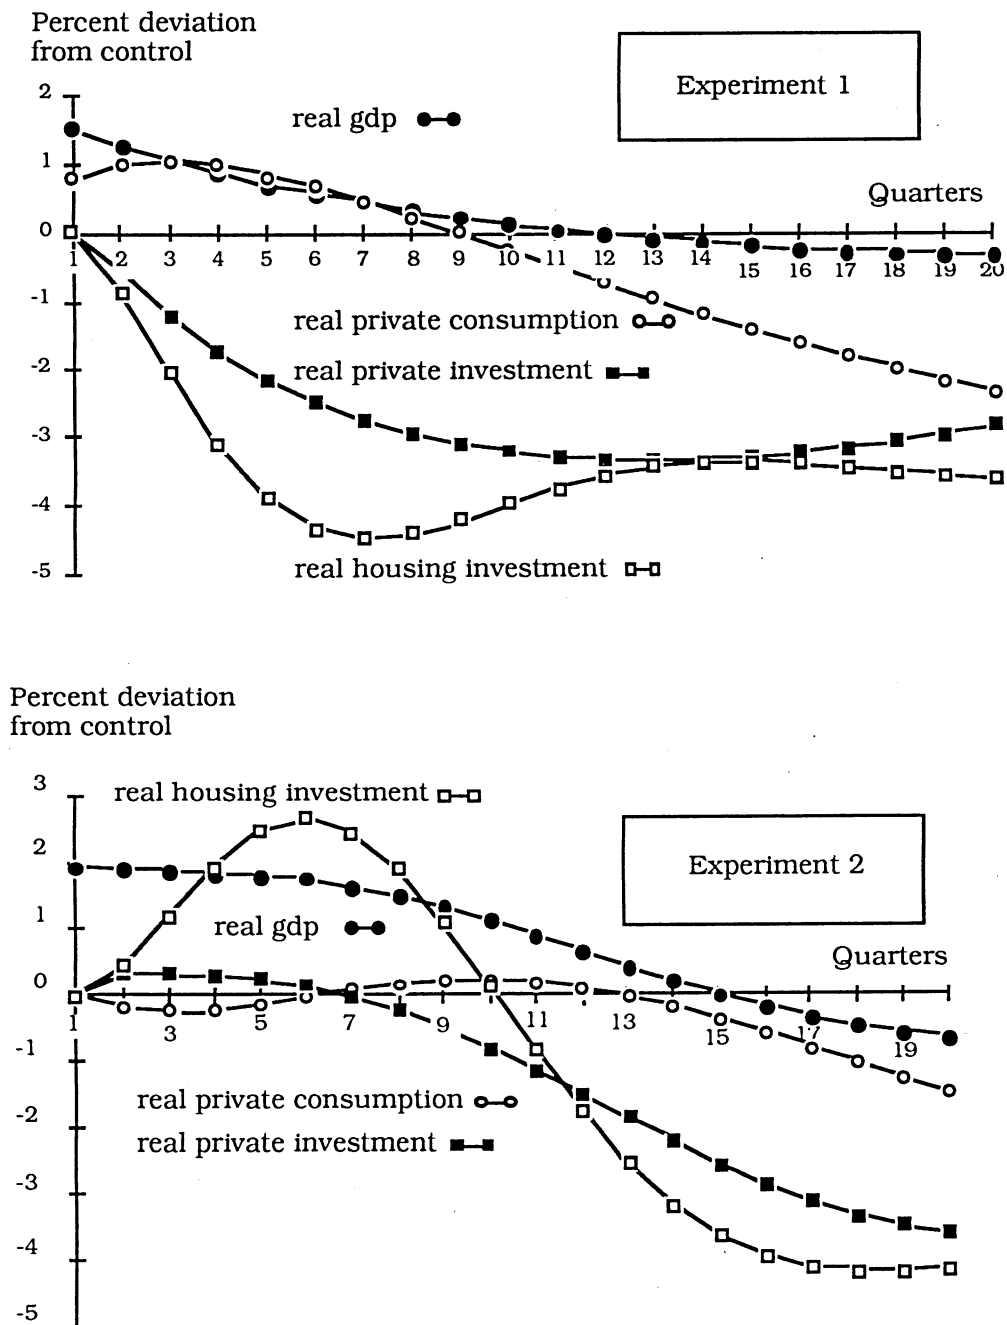 Percent deviation
from control
Experiment 1
2
real gdp
1
Quarters
0
1 2 3 4 5 6 7 8 9 10 11 12 13 14 15 16 17 18 19 20
-1
real private consumption
-2
real private investment
-3
-4
real housing investment
-5
Percent deviation
from control
3
real housing investment
2
Experiment 2
1
real gdp
Quarters
0
1 3 5 7 9 11 13 15 17 19
-1
real private consumption
-2
real private investment
-3
-4
-5